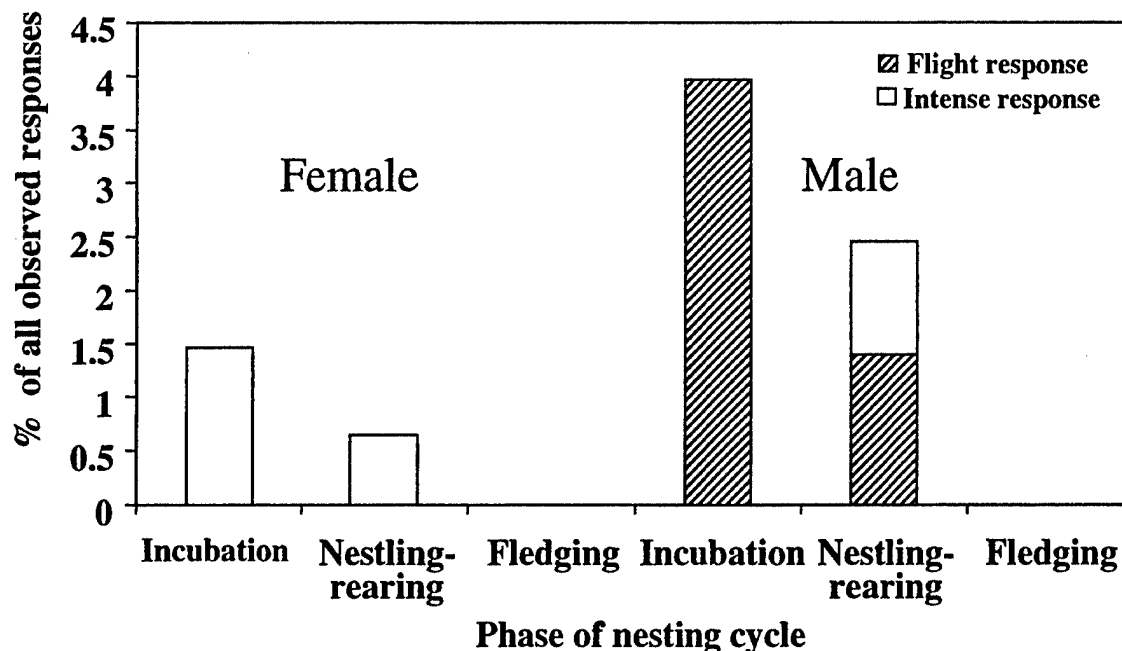 % of all observed responses
4.5
4
3.5
3
2.5
2
1.5
1
0.5
0
Flight response
Intense response
Female
Male
Incubation
Nestling-
rearing
Fledging
Incubation
Nestling-
rearing
Fledging
Phase of nesting cycle